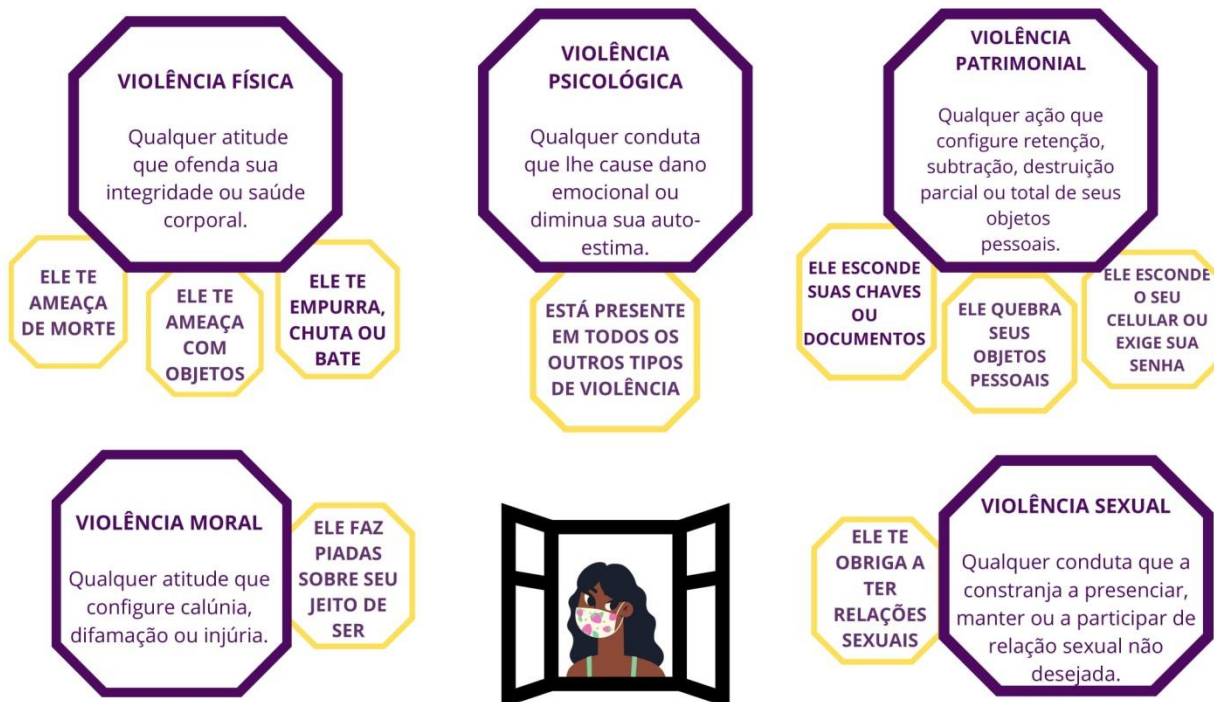 VIOLÊNCIA FÍSICA
Qualquer atitude
que ofenda sua
integridade ou saúde
corporal.
ELE TE
AMEAÇA
DE MORTE
ELE TE
AMEAÇA
COM
OBJETOS
ELE TE
EMPURRA,
CHUTA OU
BATE
VIOLÊNCIA
PSICOLÓGICA
Qualquer conduta
que lhe cause dano
emocional ou
diminua sua auto-
estima.
ESTÁ PRESENTE
EM TODOS OS
OUTROS TIPOS
DE VIOLÊNCIA
VIOLÊNCIA
PATRIMONIAL
Qualquer ação que
configure retenção,
subtração, destruição
parcial ou total de seus
objetos
pessoais.
ELE ESCONDE
SUAS CHAVES
OU
DOCUMENTOS
ELE QUEBRA
SEUS
OBJETOS
PESSOAIS
ELE ESCONDE
O SEU
CELULAR OU
EXIGE SUA
SENHA
VIOLÊNCIA MORAL
Qualquer atitude que
configure calúnia,
difamação ou injúria.
ELE FAZ
PIADAS
SOBRE SEU
JEITO DE
SER
ELE TE
OBRIGA A
TER
RELAÇÕES
SEXUAIS
VIOLÊNCIA SEXUAL
Qualquer conduta que a
constranja a presenciar,
manter ou a participar de
relação sexual não
desejada.